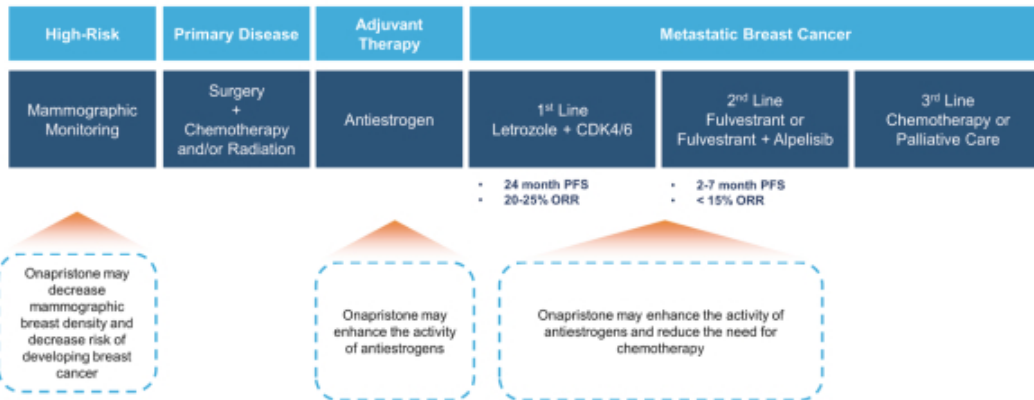 High-Risk
Primary Disease
Adjuvant
Therapy
Metastatic Breast Cancer
Mammographic
Monitoring
Surgery
+
Chemotherapy
and/or Radiation
Antiestrogen
1st Line
Letrozole + CDK4/6
2nd Line
Fulvestrant or
Fulvestrant + Alpelisib
3rd Line
Chemotherapy or
Palliative Care
• 24 month PFS
• 20-25% ORR
• 2-7 month PFS
• < 15% ORR
Onapristone may
decrease
mammographic
breast density and
decrease risk of
developing breast
cancer
Onapristone may
enhance the activity
of antiestrogens
Onapristone may enhance the activity of
antiestrogens and reduce the need for
chemotherapy